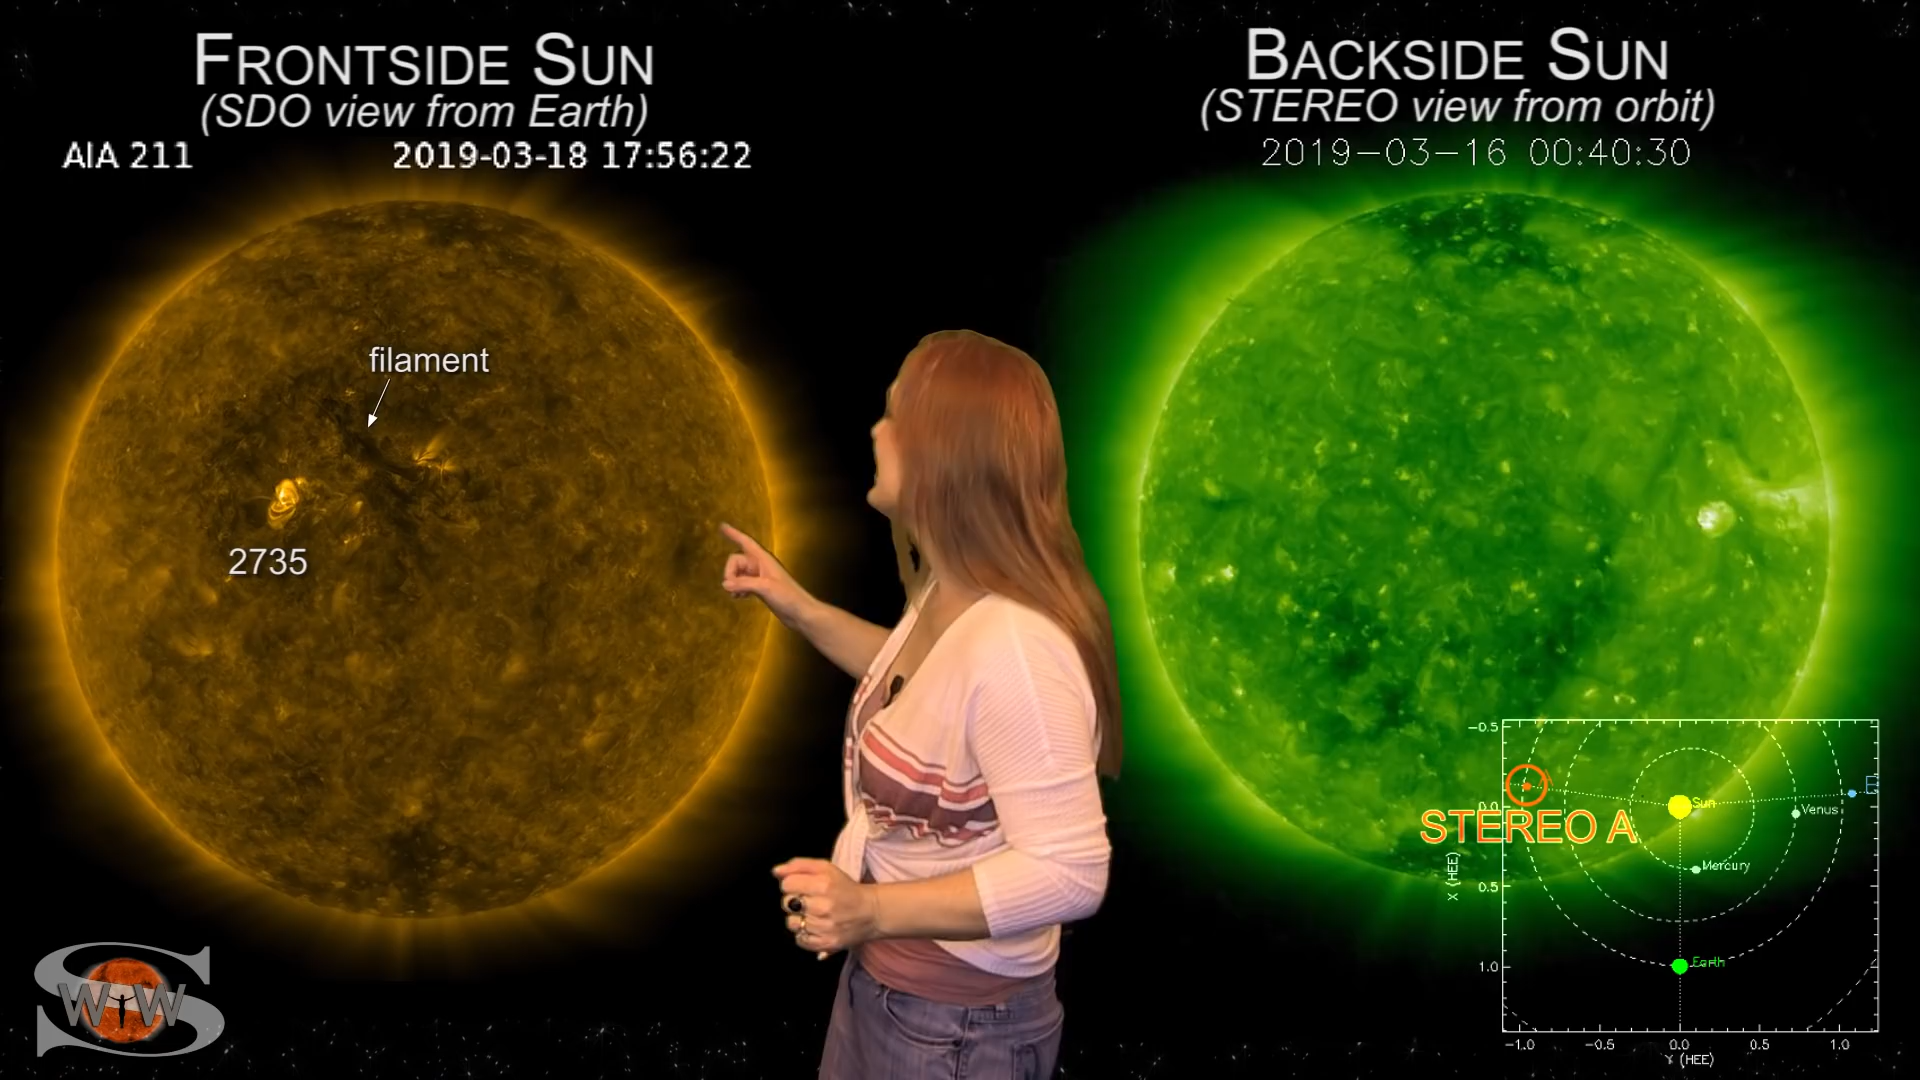 FRONTSIDE SUN
(SDO view from Earth)
AIA 211 2019-03-18 17:56:22
filament
2735
BACKSIDE SUN
(STEREO view from orbit)
2019-03-16 00:40:30
-0.5
0.0
0.5
1.0
X (HEE)
A
STEREO A
Sun
Venus
Mercury
Earth
-1.0 -0.5 0.0 0.5 1.0
Y (HEE)
S
WTW